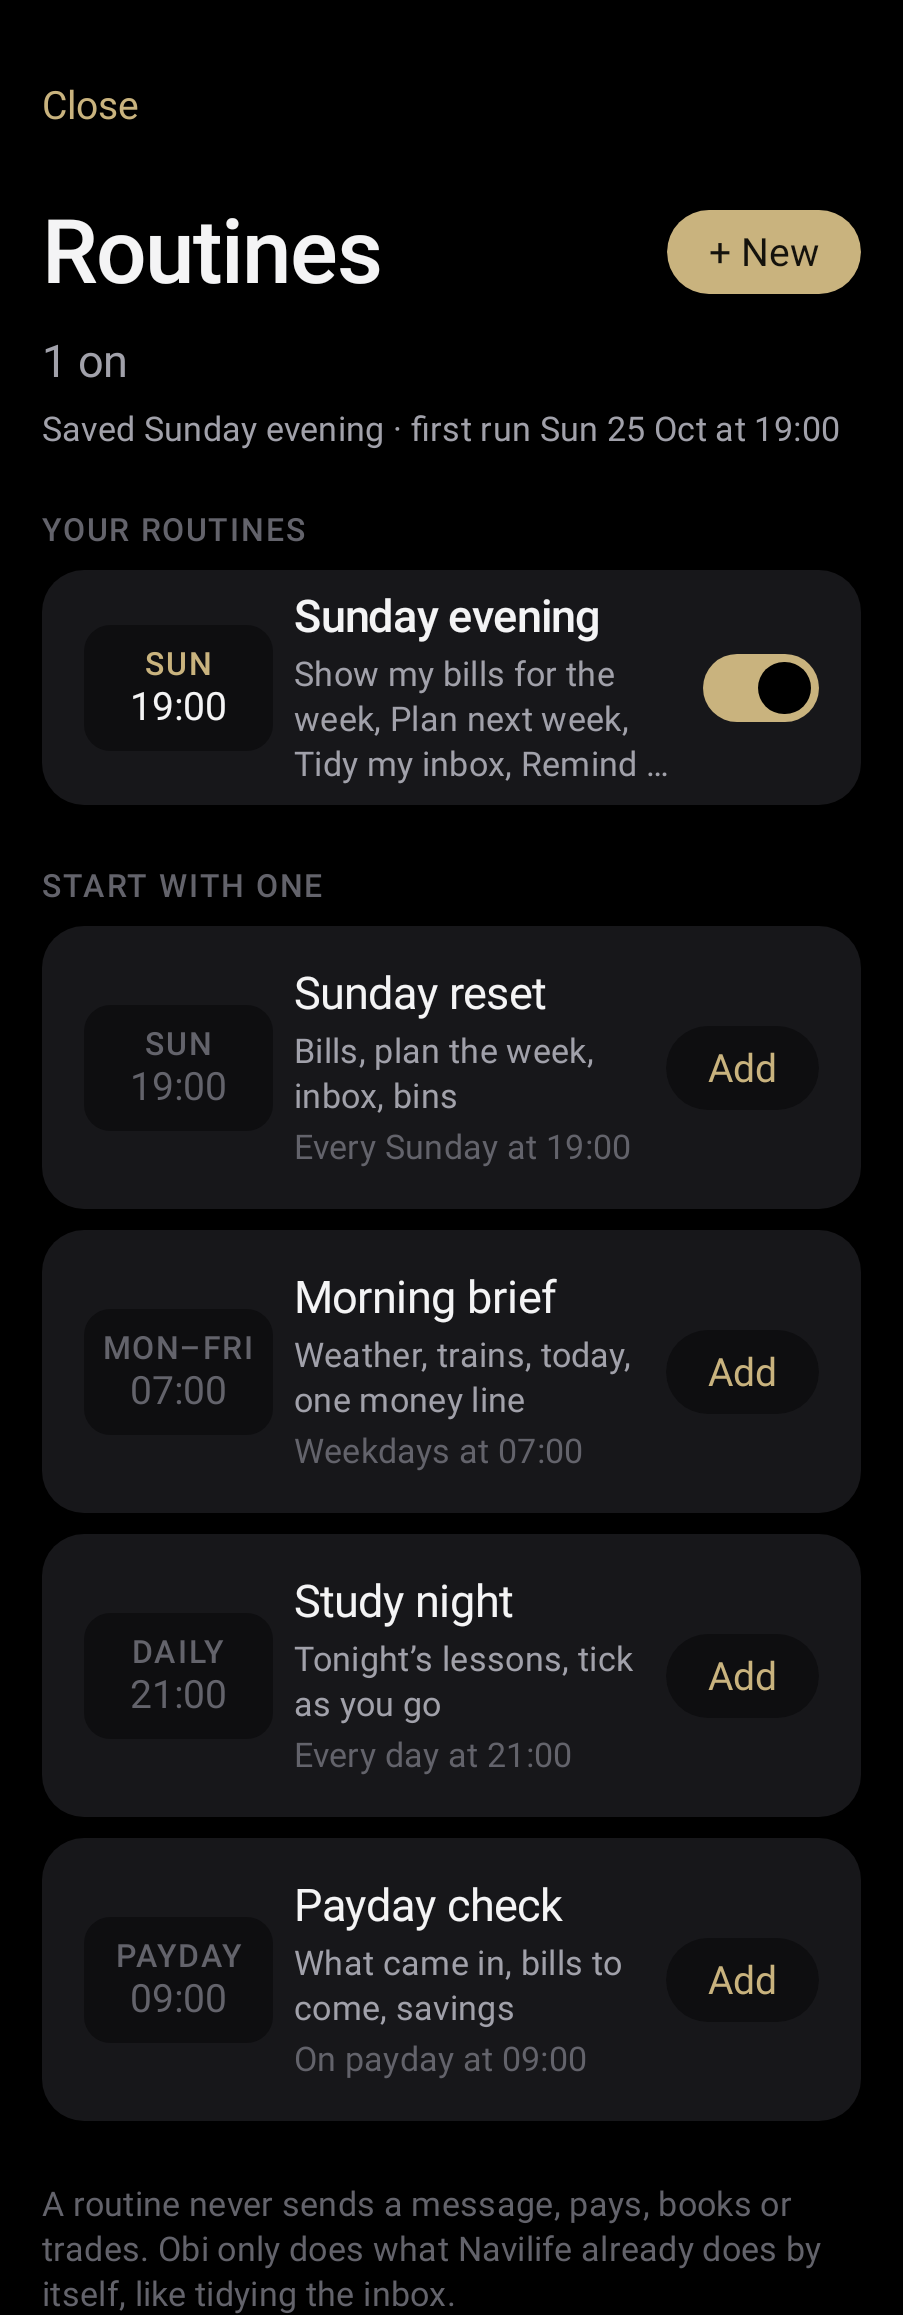 Close
Routines
+ New
1 on
Saved Sunday evening · first run Sun 25 Oct at 19:00
YOUR ROUTINES
SUN
19:00
Sunday evening
Show my bills for the
week, Plan next week,
Tidy my inbox, Remind …
START WITH ONE
SUN
19:00
Sunday reset
Bills, plan the week,
inbox, bins
Every Sunday at 19:00
Add
MON–FRI
07:00
Morning brief
Weather, trains, today,
one money line
Weekdays at 07:00
Add
DAILY
21:00
Study night
Tonight’s lessons, tick
as you go
Every day at 21:00
Add
PAYDAY
09:00
Payday check
What came in, bills to
come, savings
On payday at 09:00
Add
A routine never sends a message, pays, books or
trades. Obi only does what Navilife already does by
itself, like tidying the inbox.